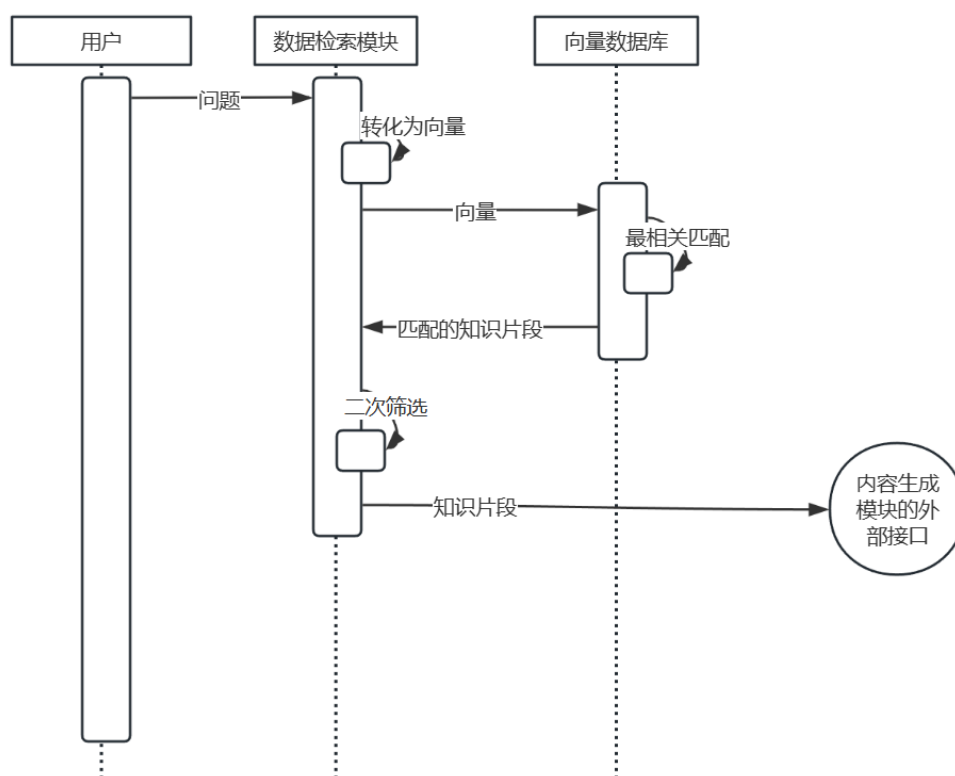 用户
数据检索模块
向量数据库
问题
转化为向量
向量
最相关匹配
匹配的知识片段
二次筛选
知识片段
内容生成
模块的外
部接口